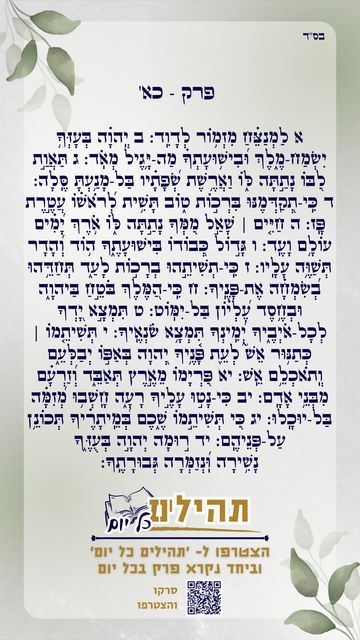 בס"ד
פרק - כא'
א לַמְנַצֵּחַ מִזְמוֹר לְדָוִד: ב יְהוָה בְּעָזְּךָ
יִשְׂמַח-מֶלֶךְ וּבִישׁוּעָתְךָ מַה-יָּגֶיל מְאֹד: ג תַּאֲוַת
לִבּוֹ נָתַתָּה לּוֹ וַאֲרֶשֶׁת שְׂפָתָיו בַּל-מָנַעְתָּ סֶּלָה:
ד כִּי-תְקַדְּמֶנּוּ בִּרְכוֹת טוֹב תָּשִׁית לְרֹאשׁוֹ עֲטֶרֶת
פָּז: ה חַיִּים | שָׁאַל מִמְּךָ נָתַתָּה לּוֹ אֹרֶךְ יָמִים
עוֹלָם וָעֶד: ו גָּדוֹל כְּבוֹדוֹ בִּישׁוּעָתֶךָ הוֹד וְהָדָר
תְּשַׁוֶּה עָלָיו: ז כִּי-תְשִׁיתֵהוּ בְרָכוֹת לָעַד תְּחַדֵּהוּ
בְשִׂמְחָה אֶת-פָּנֶיךָ: ח כִּי-הַמֶּלֶךְ בֹּטֵחַ בַּיהוָה
וּבְחֶסֶד עֶלְיוֹן בַּל-יִמּוֹט: ט תִּמְצָא יָדְךָ
לְכָל-אֹיְבֶיךָ יְמִינְךָ תִּמְצָא שֹׂנְאֶיךָ: י תְּשִׁיתֵמוֹ |
כְּתַנּוּר אֵשׁ לְעֵת פָּנֶיךָ יְהוָה בְּאַפּוֹ יְבַלְּעֵם
וְתֹאכְלֵם אֵשׁ: יא פִּרְיָמוֹ מֵאֶרֶץ תְּאַבֵּד וְזַרְעָם
מִבְּנֵי אָדָם: יב כִּי-נָטוּ עָלֶיךָ רָעָה חָשְׁבוּ מְזִמָּה
בַּל-יוּכָלוּ: יג כִּי תְּשִׁיתֵמוֹ שֶׁכֶם בְּמֵיתָרֶיךָ תְּכוֹנֵן
עַל-פְּנֵיהֶם: יד רוּמָה יְהוָה בְעֻזֶּךָ
נָשִׁירָה וּנְזַמְּרָה גְּבוּרָתֶךָ:
תהילים
כל יום
הצטרפו ל- 'תהילים כל יום'
וביחד נקרא פרק בכל יום
סרקו
והצטרפו